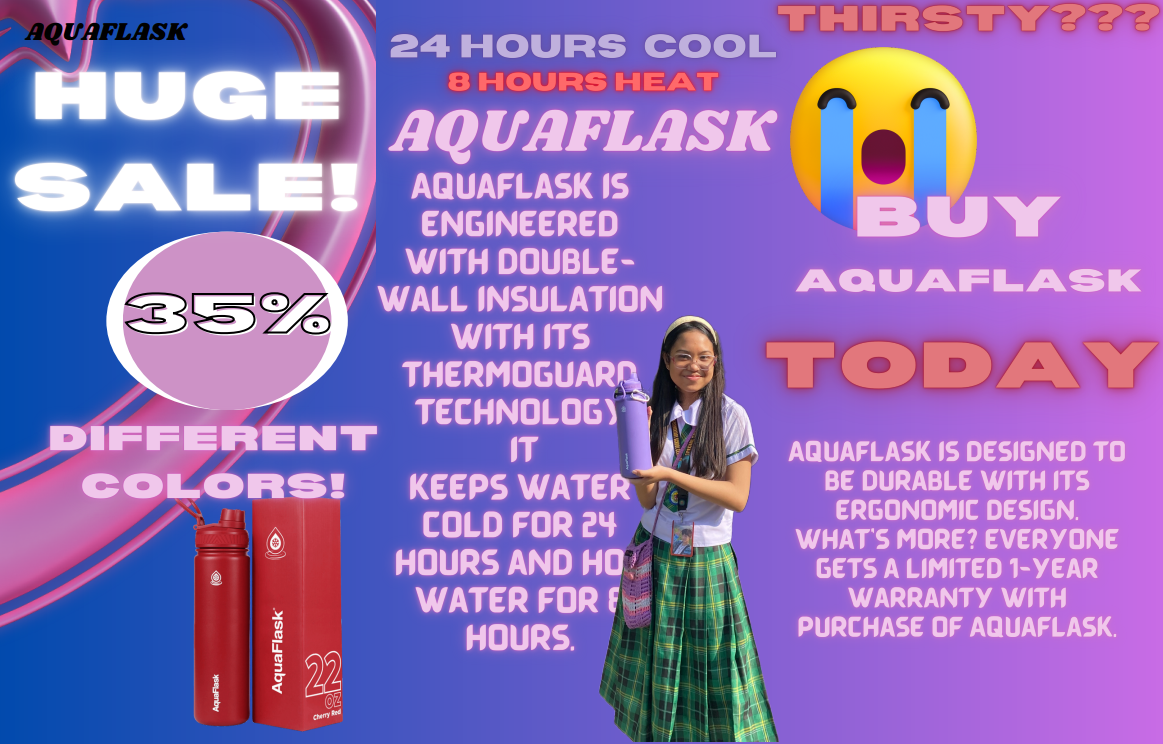 AQUAFLASK
HUGE
SALE!
35%
DIFFERENT
COLORS!
AquaFlask
AquaFlask
22
OZ
Cherry Red
24 HOURS COOL
8 HOURS HEAT
AQUAFLASK
AQUAFLASK IS
ENGINEERED
WITH DOUBLE-
WALL INSULATION
WITH ITS
THERMOGUARD
TECHNOLOGY
IT
KEEPS WATER
COLD FOR 24
HOURS AND HO
WATER FOR 8
HOURS.
AquaFlask
THIRSTY???
BUY
AQUAFLASK
TODAY
AQUAFLASK IS DESIGNED TO
BE DURABLE WITH ITS
ERGONOMIC DESIGN.
WHAT'S MORE? EVERYONE
GETS A LIMITED 1-YEAR
WARRANTY WITH
PURCHASE OF AQUAFLASK.